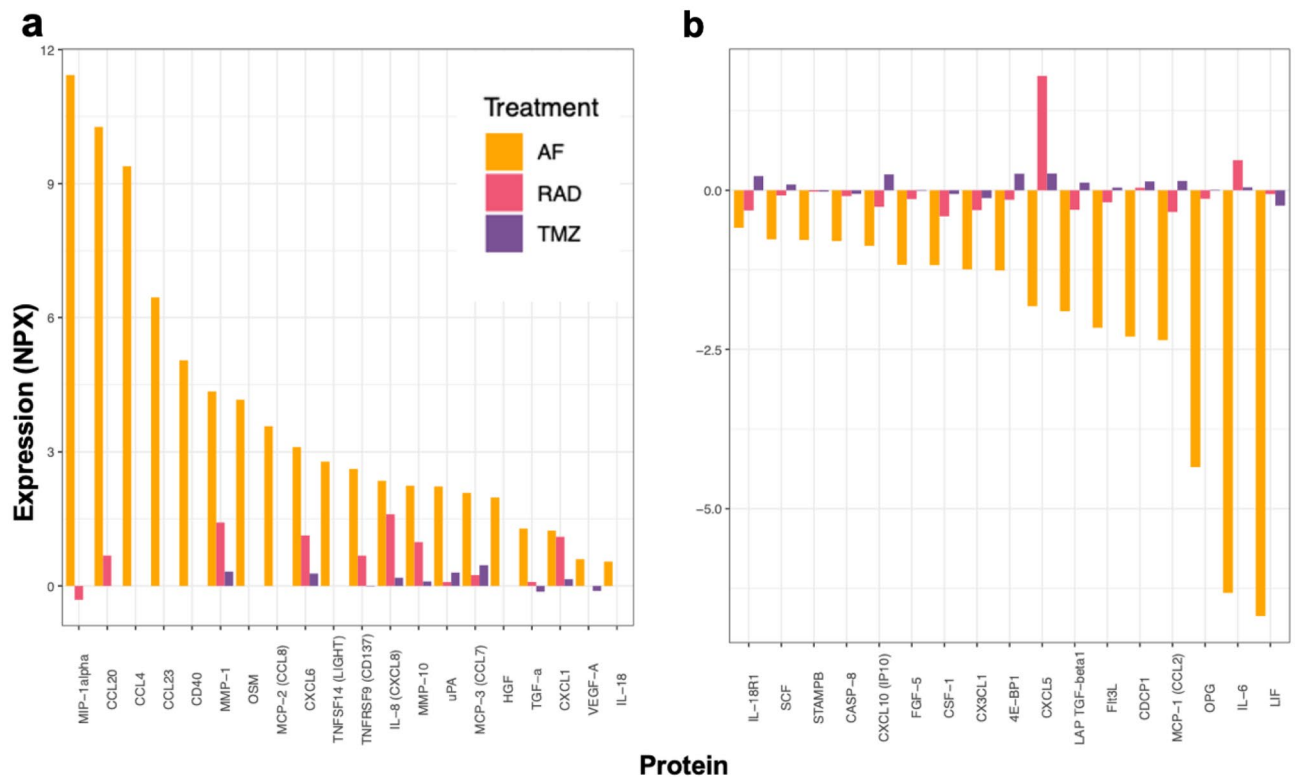 a
b
12
9
6
3
0
Treatment
AF
RAD
TMZ
0.0
−2.5
−5.0
Expression (NPX)
MIP−1alpha
CCL20
CCL4
CCL23
CD40
MMP−1
OSM
MCP−2 (CCL8)
CXCL6
TNFSF14 (LIGHT)
TNFRSF9 (CD137)
IL−8 (CXCL8)
MMP−10
uPA
MCP−3 (CCL7)
HGF
TGF−a
CXCL1
VEGF−A
IL−18
IL−18R1
SCF
STAMPB
CASP−8
CXCL10 (IP10)
FGF−5
CSF−1
CX3CL1
4E−BP1
CXCL5
LAP TGF−beta1
Flt3L
CDCP1
MCP−1 (CCL2)
OPG
IL−6
LIF
Protein